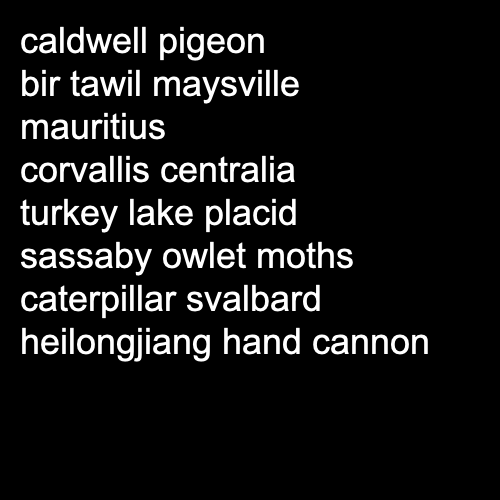 caldwell pigeon
bir tawil maysville
mauritius
corvallis centralia
turkey lake placid
sassaby owlet moths
caterpillar svalbard
heilongjiang hand cannon